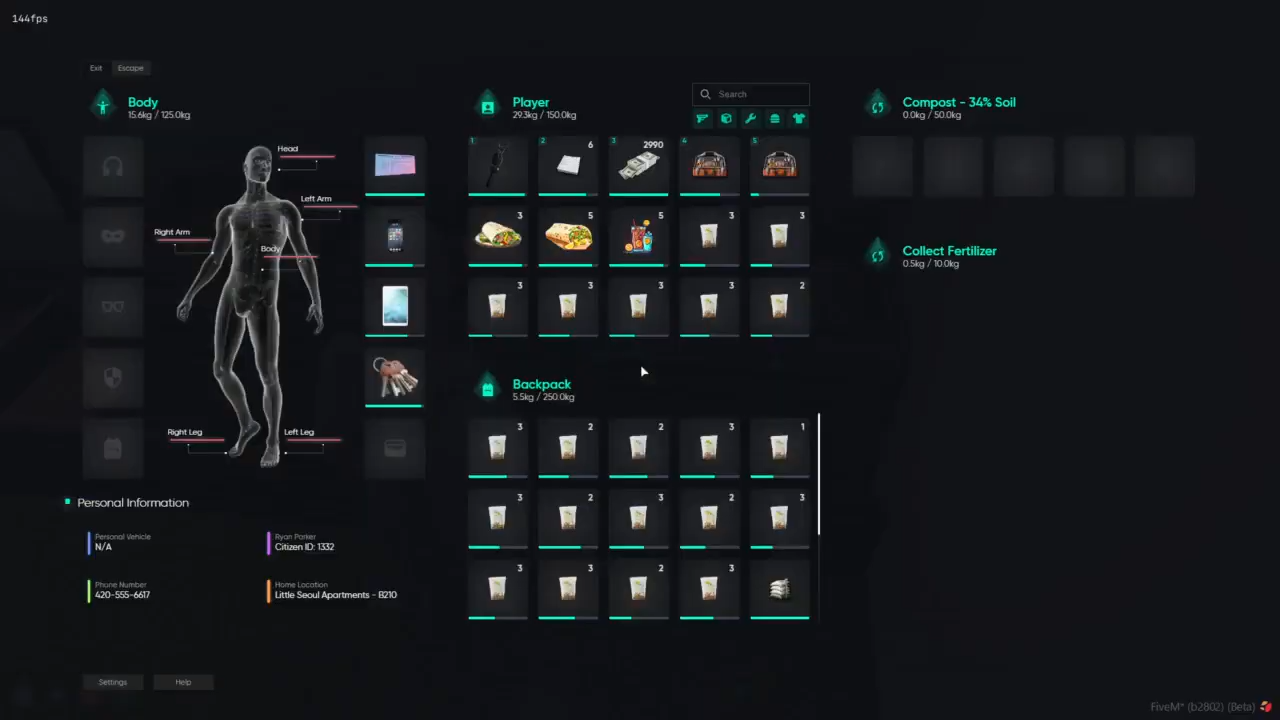 144fps
Exit
Escape
Body
15.6kg / 125.0kg
Head
Left Arm
Right Arm
Body
Right Leg
Left Leg
Personal Information
Personal Vehicle
N/A
Ryan Parker
Citizen ID: 1332
Phone Number
420-555-6617
Home Location
Little Seoul Apartments - B210
Settings
Help
Player
29.3kg / 150.0kg
Search
1
2
6
3
2990
4
5
3
5
5
3
3
3
3
3
3
2
Backpack
5.5kg / 250.0kg
3
2
2
3
1
3
2
3
2
3
3
3
2
3
Compost - 34% Soil
0.0kg / 50.0kg
Collect Fertilizer
0.5kg / 10.0kg
FiveM* (b2802) (Beta)